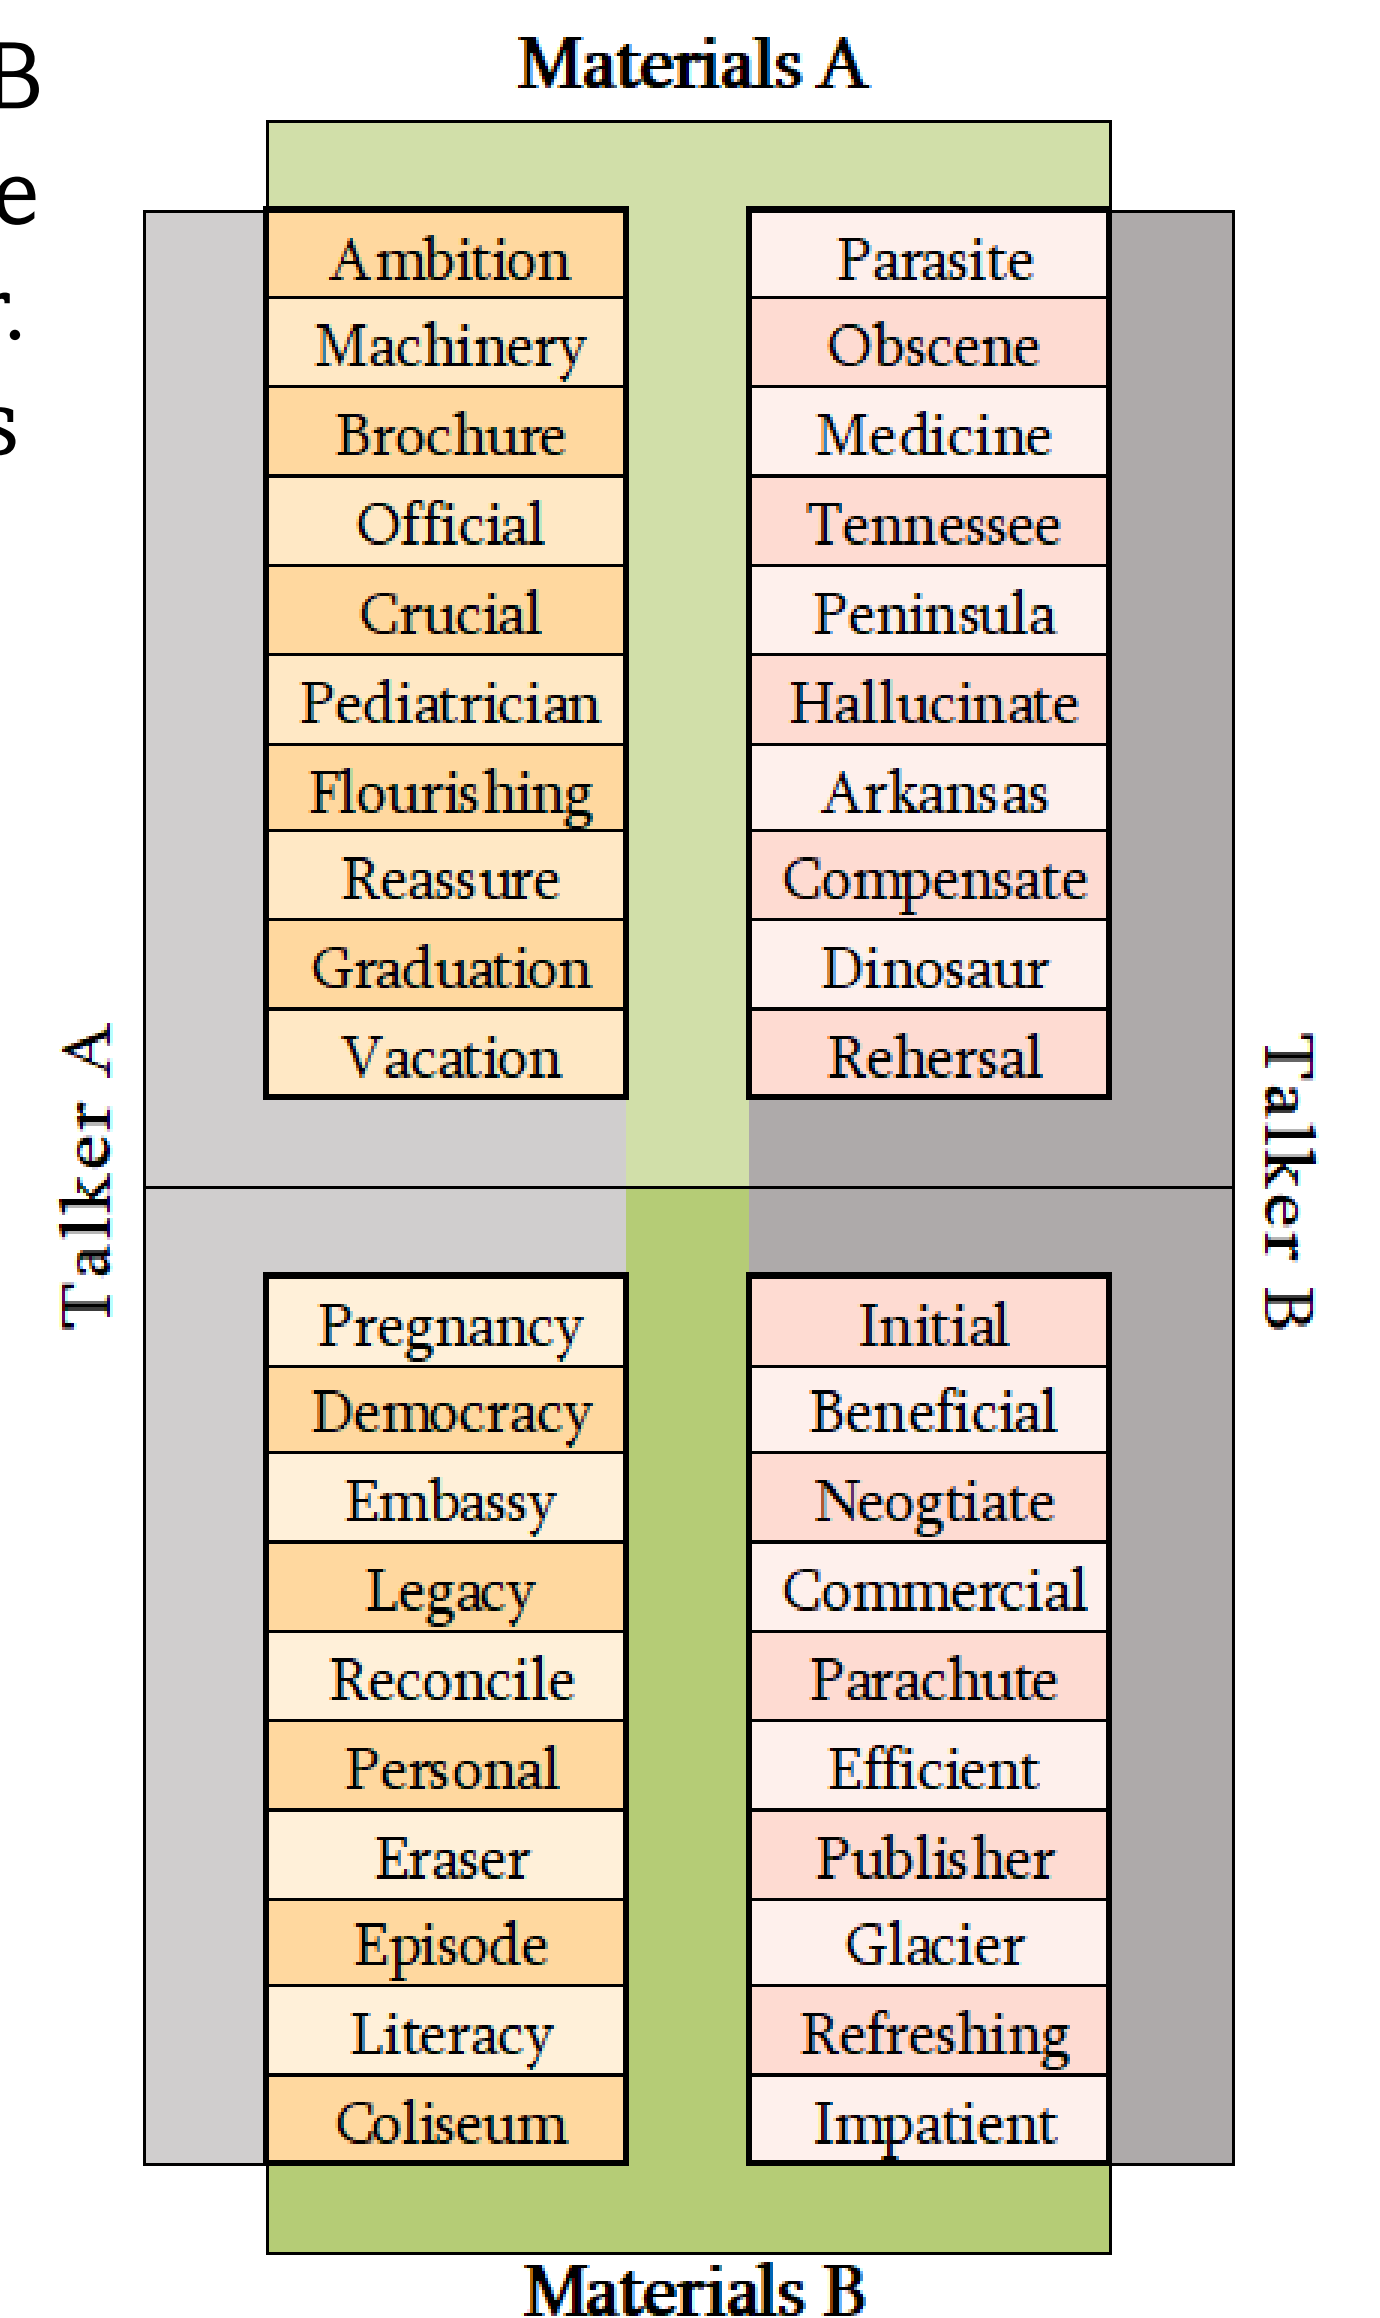 B
e
r.
s
Materials A
Ambition
Machinery
Brochure
Official
Crucial
Pediatrician
Flourishing
Reassure
Graduation
Vacation
Parasite
Obscene
Medicine
Tennessee
Peninsula
Hallucinate
Arkansas
Compensate
Dinosaur
Rehersal
Talker A
Talker B
Pregnancy
Democracy
Embassy
Legacy
Reconcile
Personal
Eraser
Episode
Literacy
Coliseum
Initial
Beneficial
Neogtiate
Commercial
Parachute
Efficient
Publisher
Glacier
Refreshing
Impatient
Materials B